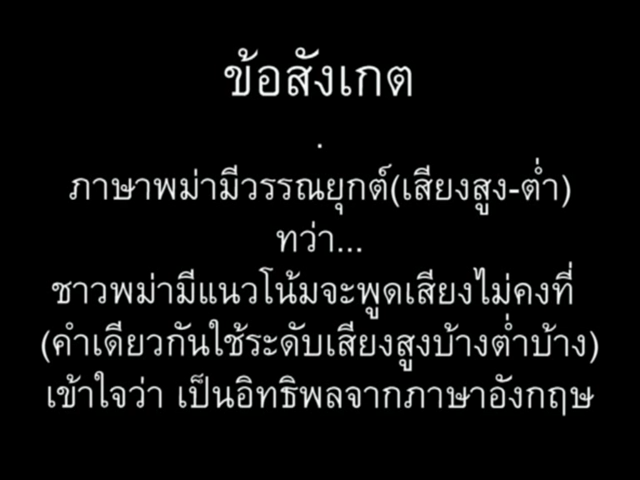 ข้อสังเกต
.
ภาษาพม่ามีวรรณยุกต์(เสียงสูง-ต่ำ)
ทว่า...
ชาวพม่ามีแนวโน้มจะพูดเสียงไม่คงที่
(คำเดียวกันใช้ระดับเสียงสูงบ้างต่ำบ้าง)
เข้าใจว่า เป็นอิทธิพลจากภาษาอังกฤษ